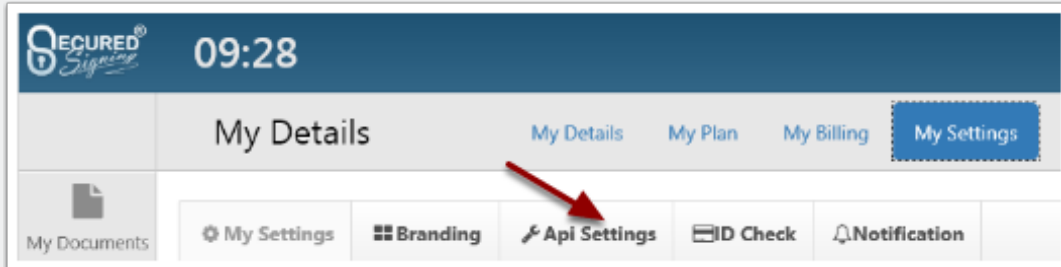 SECURED®
Signing
09:28
My Details
My Details My Plan My Billing My Settings
My Documents
My Settings Branding Api Settings ID Check Notification